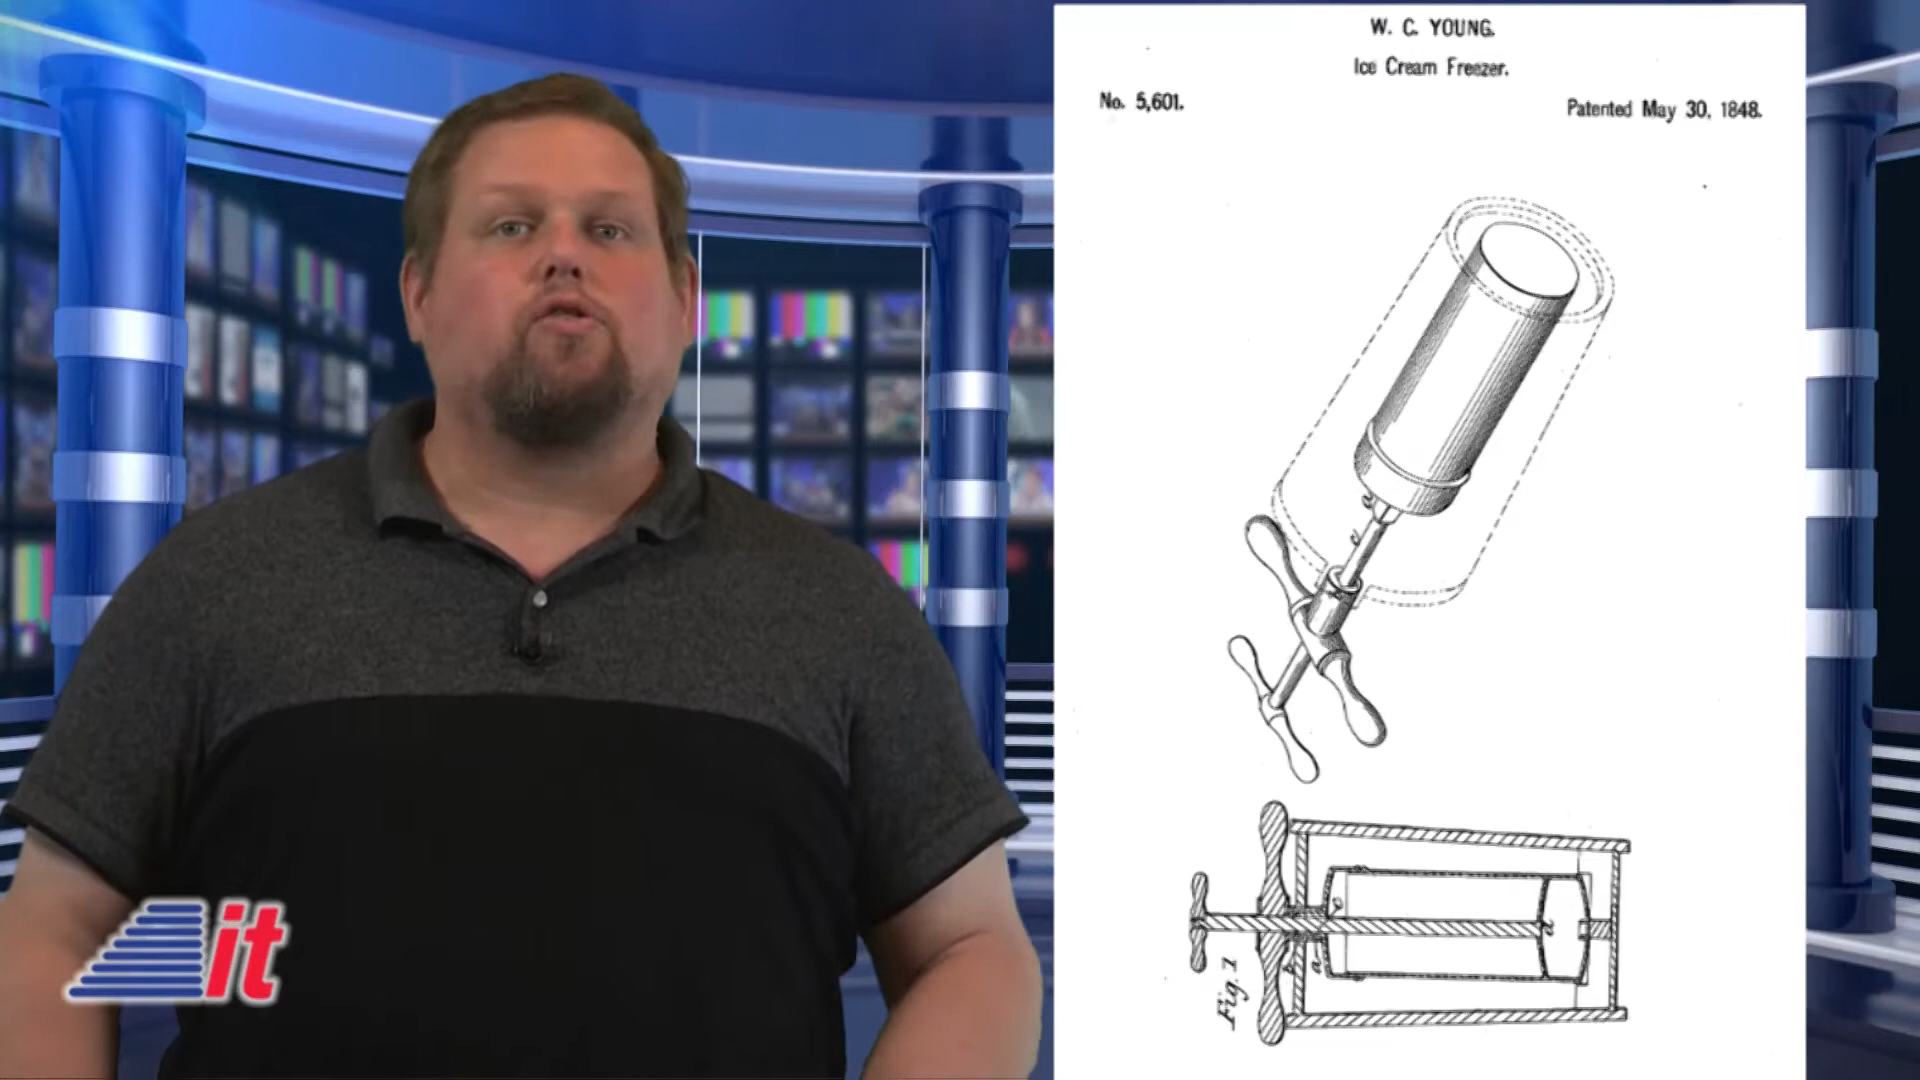 W. C. YOUNG.
Ice Cream Freezer.
No. 5,601.
Patented May 30, 1848.
c
a
b
a
c
d
Fig. 1
it